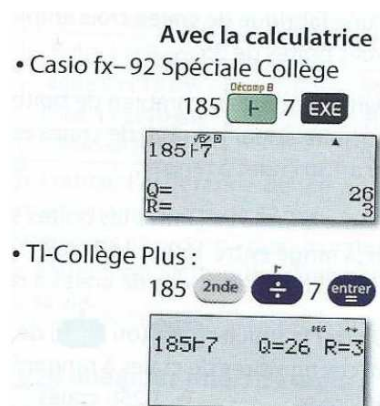 Avec la calculatrice
• Casio fx–92 Spéciale Collège
Décomp B
185 ⊢ 7 EXE
185⊢7
Q= 26
R= 3
• TI-Collège Plus :
r
185 2nde ÷ 7 entrer =
DEG
185⊢7 Q=26 R=3